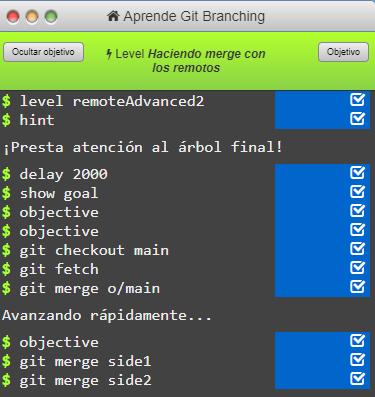 Aprende Git Branching
Ocultar objetivo
Level Haciendo merge con
los remotos
Objetivo
$ level remoteAdvanced2
$ hint
¡Presta atención al árbol final!
$ delay 2000
$ show goal
$ objective
$ objective
$ git checkout main
$ git fetch
$ git merge o/main
Avanzando rápidamente...
$ objective
$ git merge side1
$ git merge side2